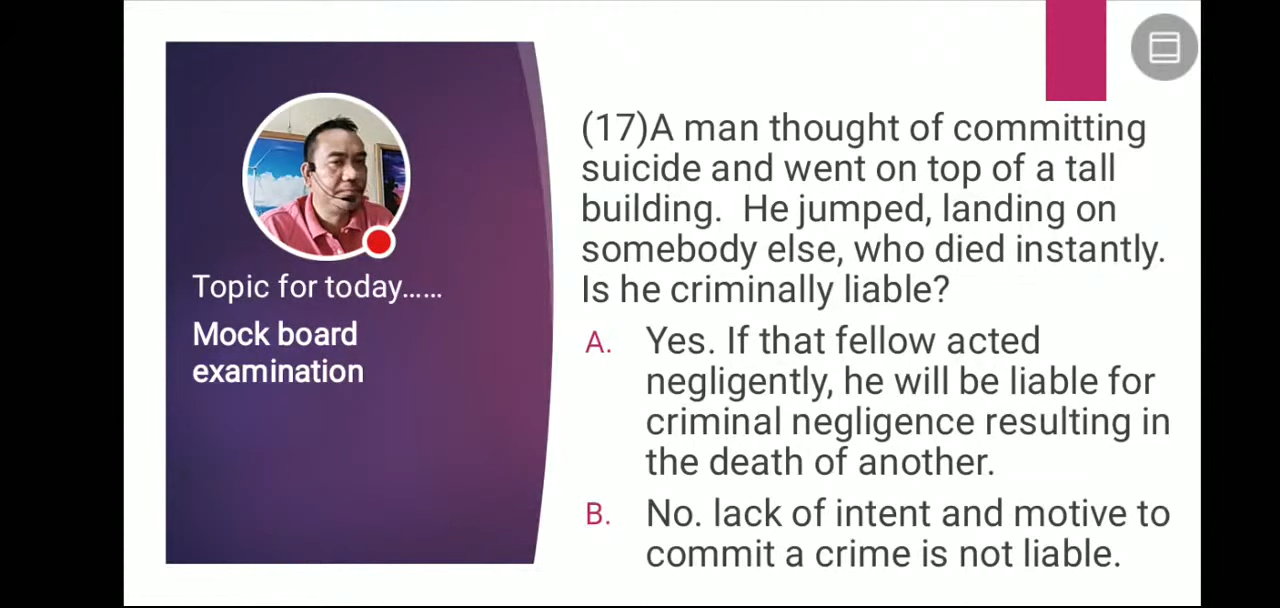 Topic for today......
Mock board
examination
(17)A man thought of committing
suicide and went on top of a tall
building. He jumped, landing on
somebody else, who died instantly.
Is he criminally liable?
A. Yes. If that fellow acted
negligently, he will be liable for
criminal negligence resulting in
the death of another.
B. No. lack of intent and motive to
commit a crime is not liable.